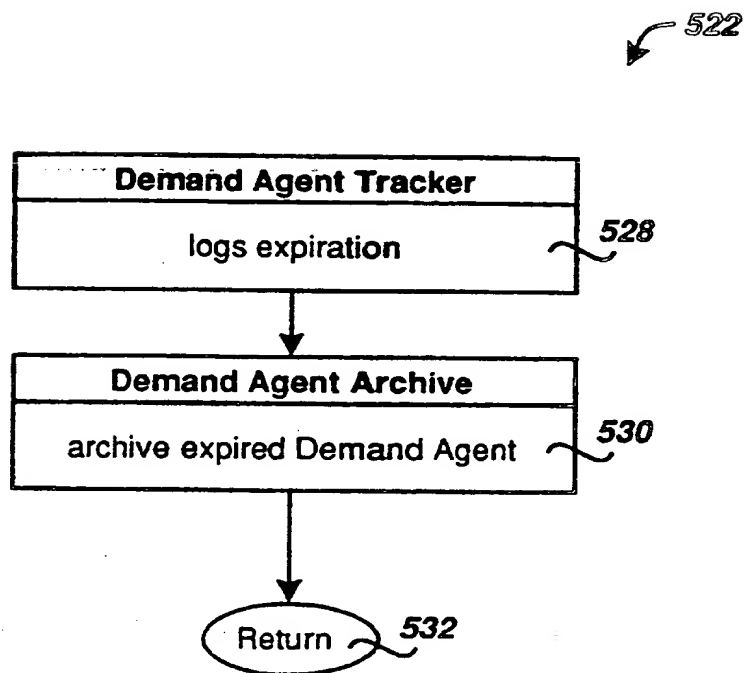 522
Demand Agent Tracker
logs expiration
528
Demand Agent Archive
archive expired Demand Agent
530
Return
532